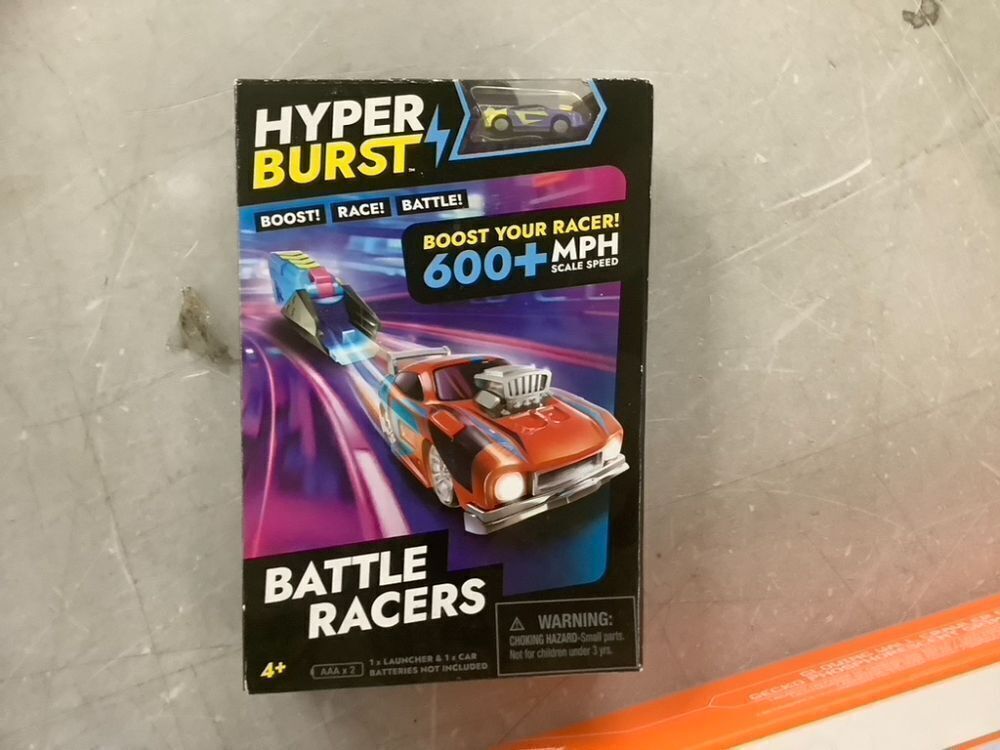 HYPER
BURST™
BOOST! RACE! BATTLE!
BOOST YOUR RACER!
600+ MPH
SCALE SPEED
BATTLE
RACERS
4+
AAA x 2
1 x LAUNCHER & 1 x CAR
BATTERIES NOT INCLUDED
⚠ WARNING:
CHOKING HAZARD-Small parts.
Not for children under 3 yrs.